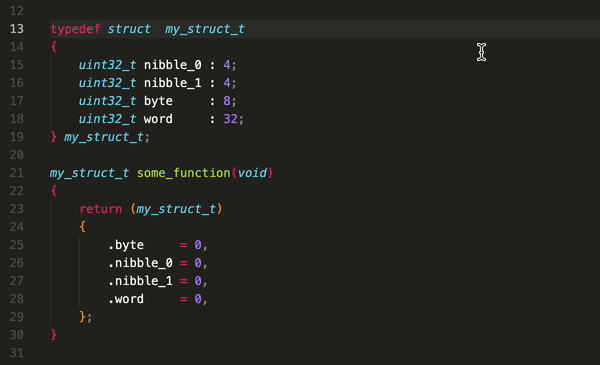 12
13 typedef struct  my_struct_t
14 {
15     uint32_t nibble_0 : 4;
16     uint32_t nibble_1 : 4;
17     uint32_t byte     : 8;
18     uint32_t word     : 32;
19 } my_struct_t;
20
21 my_struct_t some_function(void)
22 {
23     return (my_struct_t)
24     {
25         .byte     = 0,
26         .nibble_0 = 0,
27         .nibble_1 = 0,
28         .word     = 0,
29     };
30 }
31